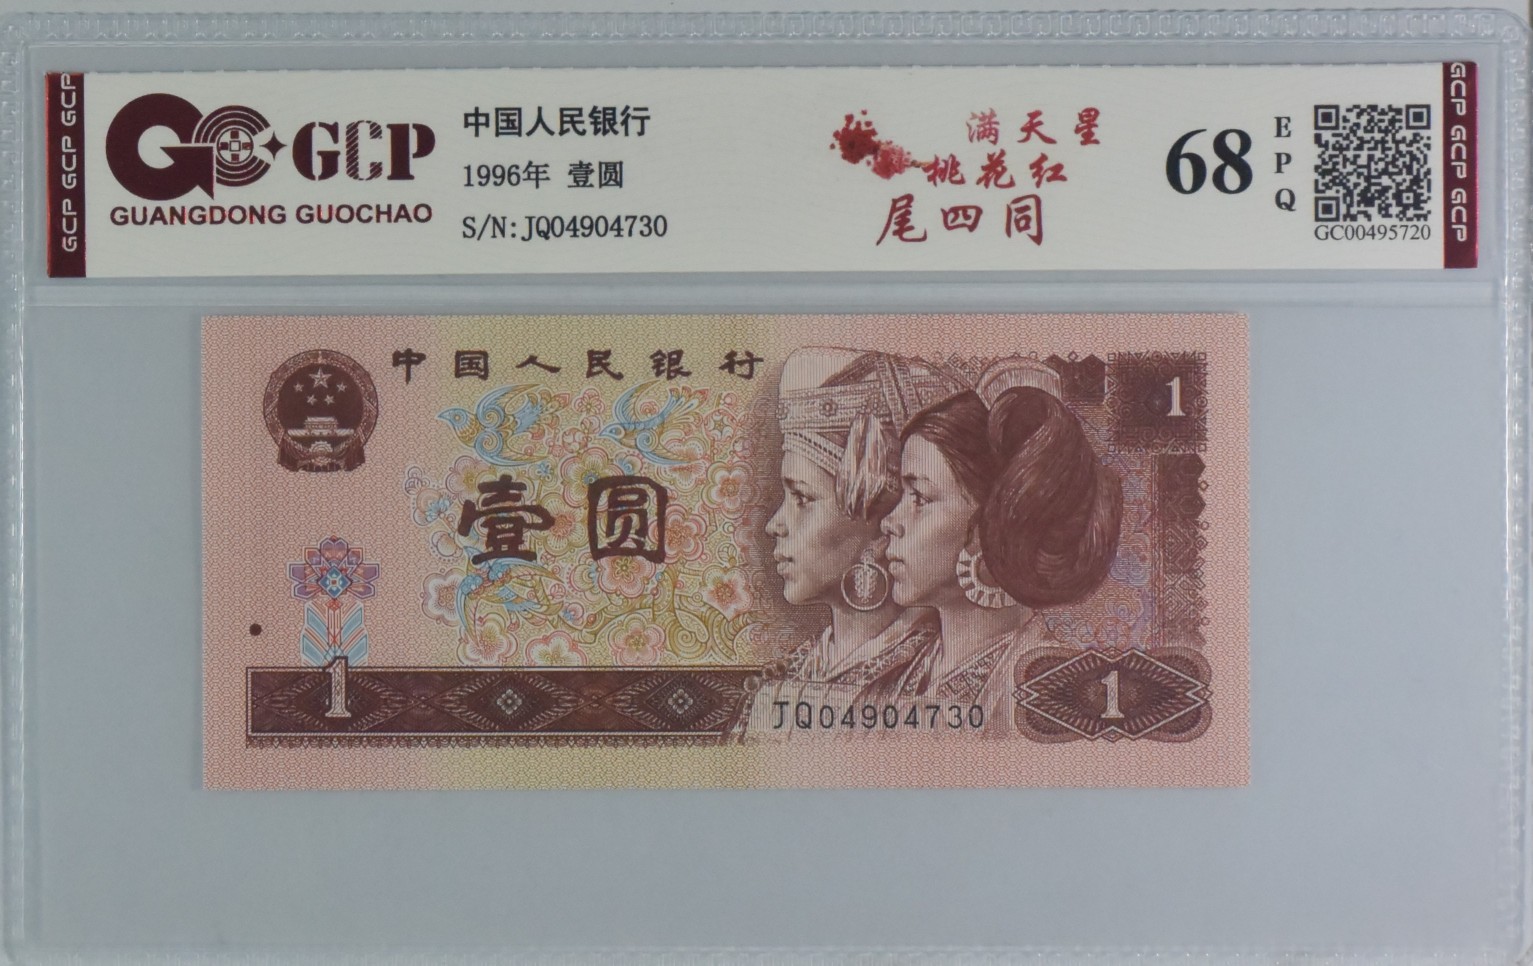 GCP GCP GCP
GCP
GUANGDONG GUOCHAO
中国人民银行
1996年 壹圆
S/N:JQ04904730
满天星
桃花红
尾四同
68
EPQ
GC00495720
GCP GCP GCP
中国人民银行
1
壹圆
1
JQ04904730
1